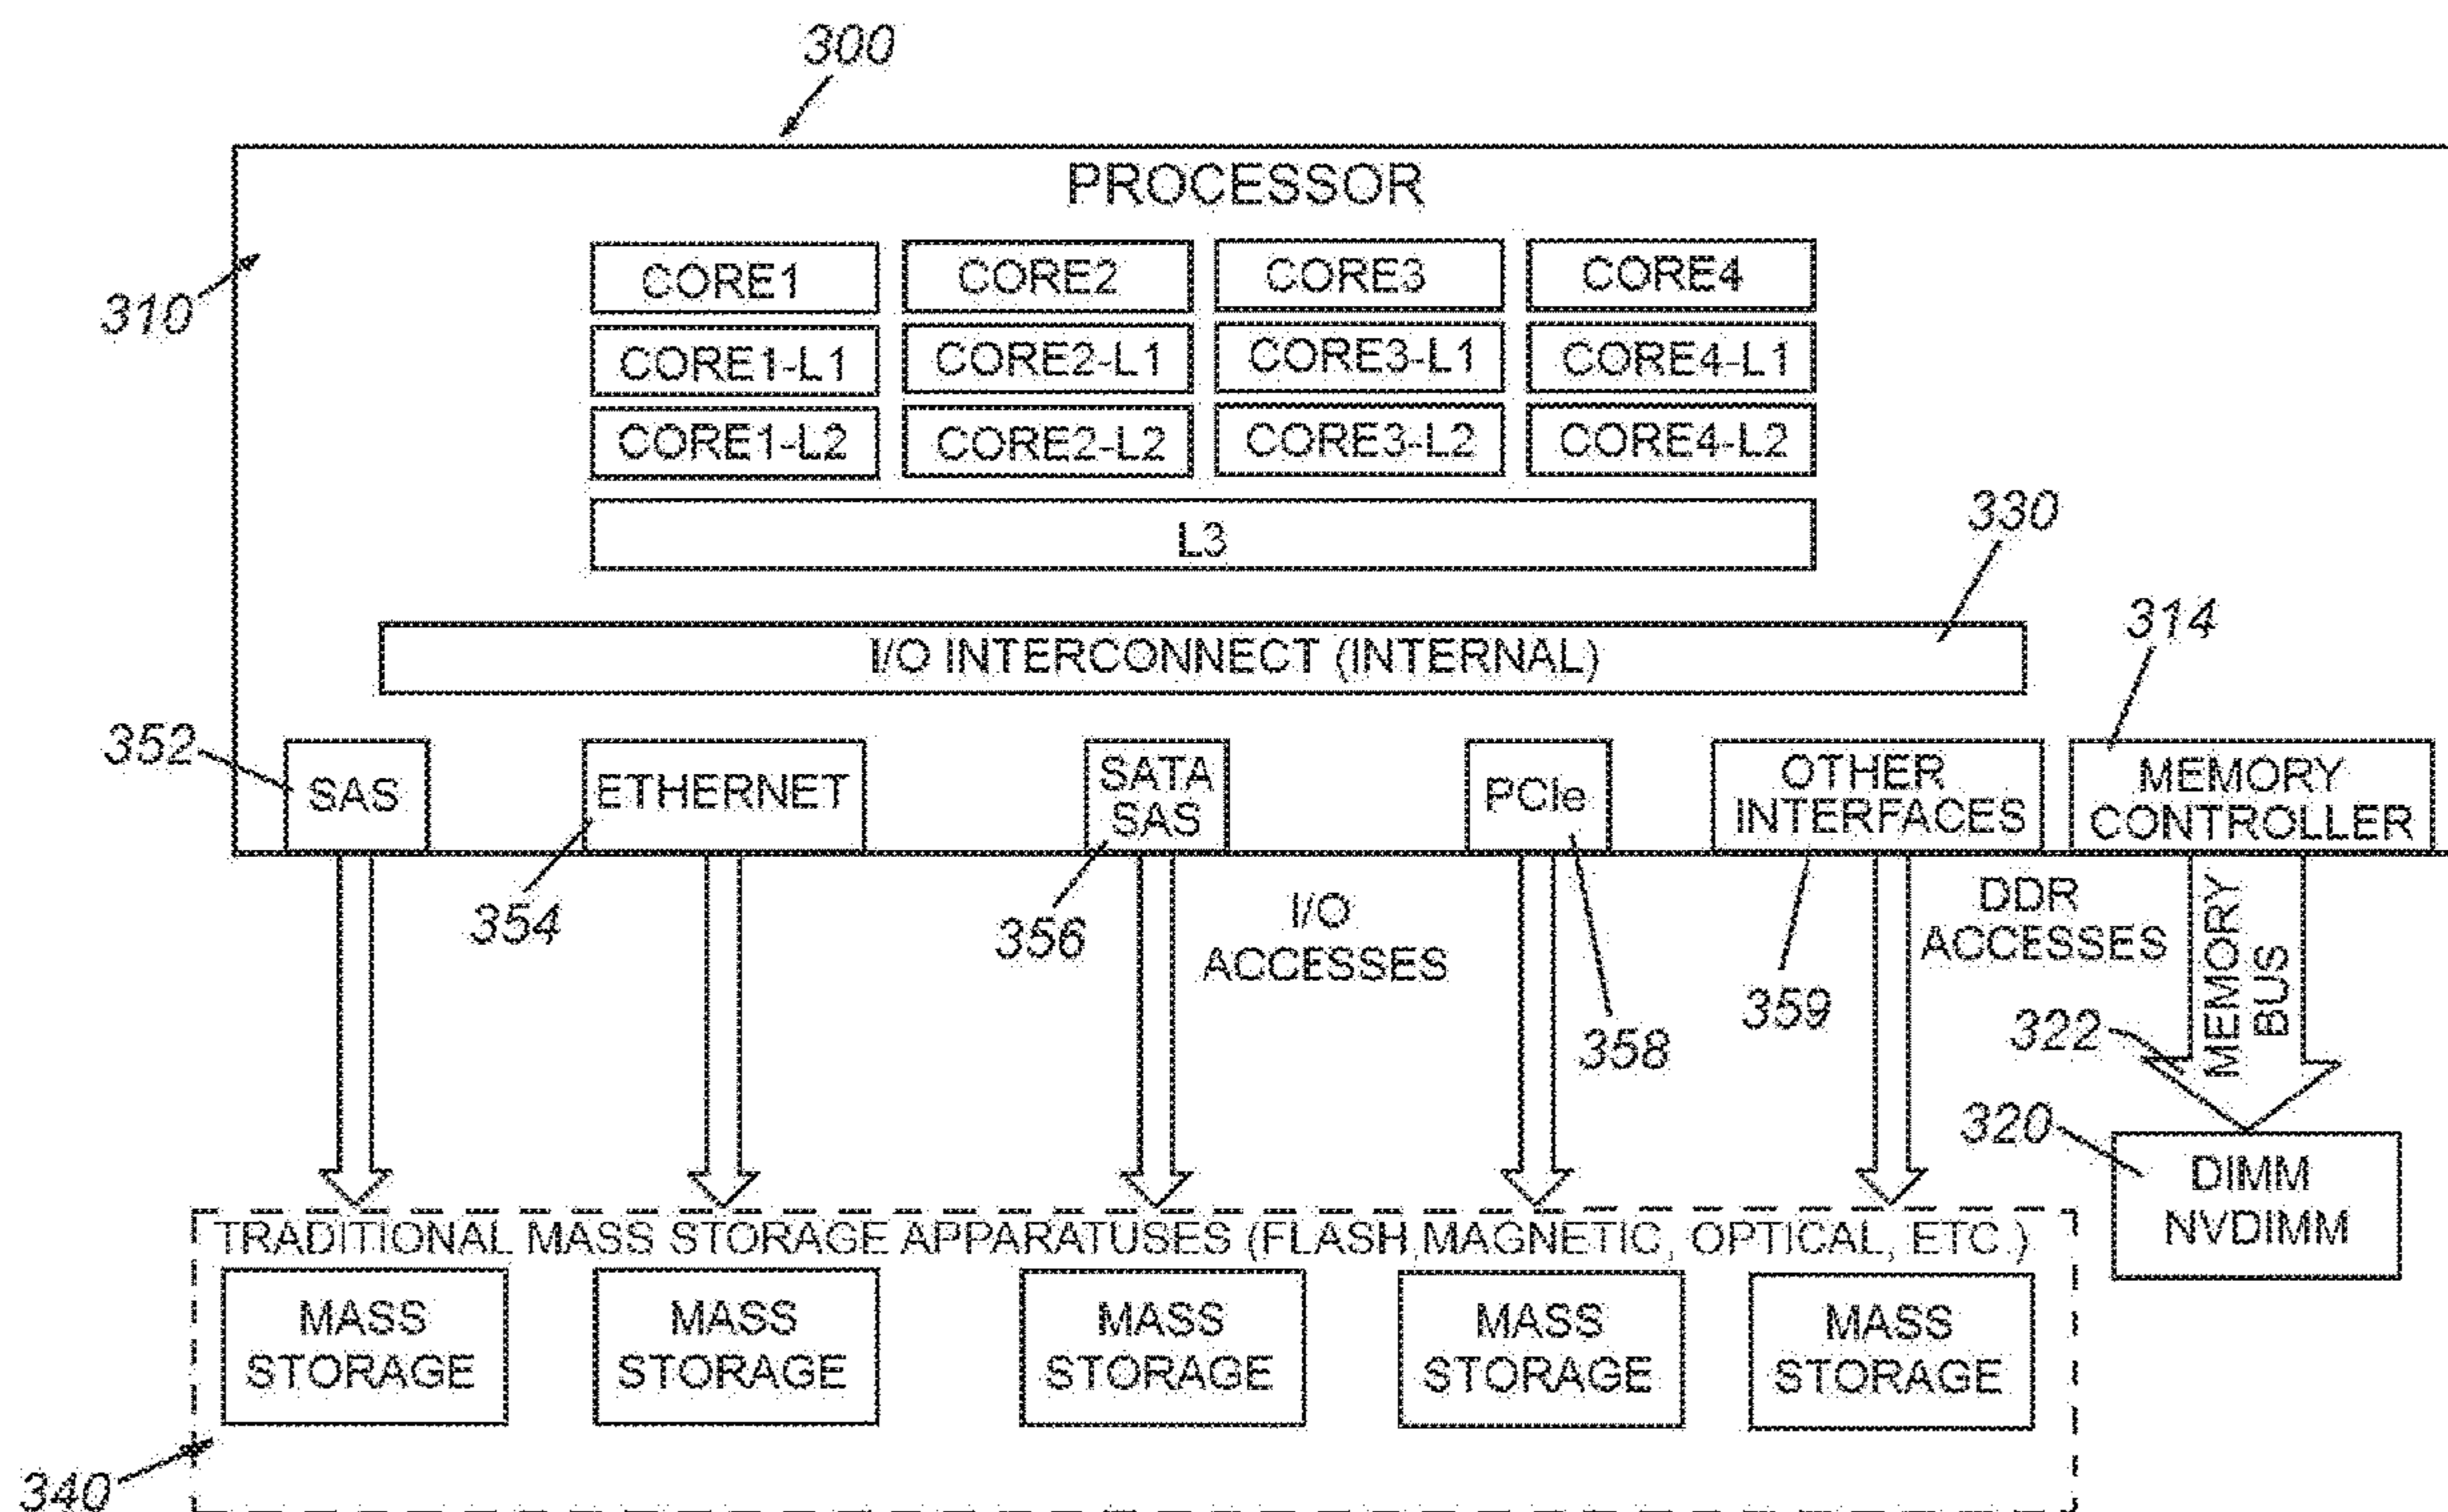 300
PROCESSOR
310
CORE1 CORE2 CORE3 CORE4
CORE1-L1 CORE2-L1 CORE3-L1 CORE4-L1
CORE1-L2 CORE2-L2 CORE3-L2 CORE4-L2
L3
330
I/O INTERCONNECT (INTERNAL)
314
352
SAS
ETHERNET
SATA
SAS
PCIe
OTHER
INTERFACES
MEMORY
CONTROLLER
354
356
I/O
ACCESSES
358
359
DDR
ACCESSES
MEMORY
BUS
322
320
DIMM
NVDIMM
TRADITIONAL MASS STORAGE APPARATUSES (FLASH,MAGNETIC, OPTICAL, ETC.)
MASS
STORAGE
MASS
STORAGE
MASS
STORAGE
MASS
STORAGE
MASS
STORAGE
340